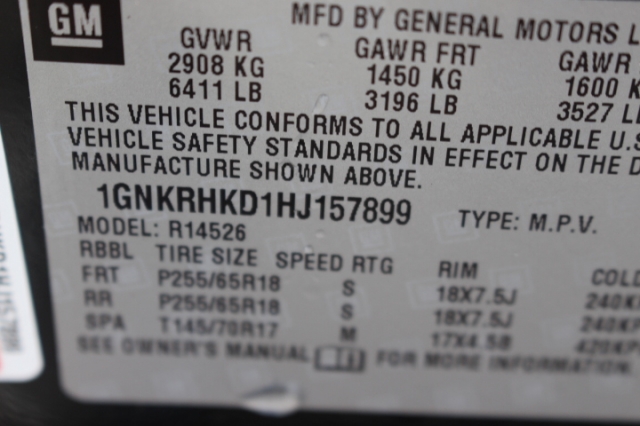 GM
MFD BY GENERAL MOTORS L
GVWR GAWR FRT GAWR
2908 KG 1450 KG 1600 K
6411 LB 3196 LB 3527 L
THIS VEHICLE CONFORMS TO ALL APPLICABLE U.S
VEHICLE SAFETY STANDARDS IN EFFECT ON THE D
MANUFACTURE SHOWN ABOVE.
1GNKRHKD1HJ157899 TYPE: M.P.V.
MODEL: R14526
RBBL TIRE SIZE SPEED RTG RIM COLD
FRT P255/65R18 S 18X7.5J 240K
RR P255/65R18 S 18X7.5J 240K
SPA T145/70R17 M 17X4.5B 420KP
SEE OWNER'S MANUAL FOR MORE INFORMATION